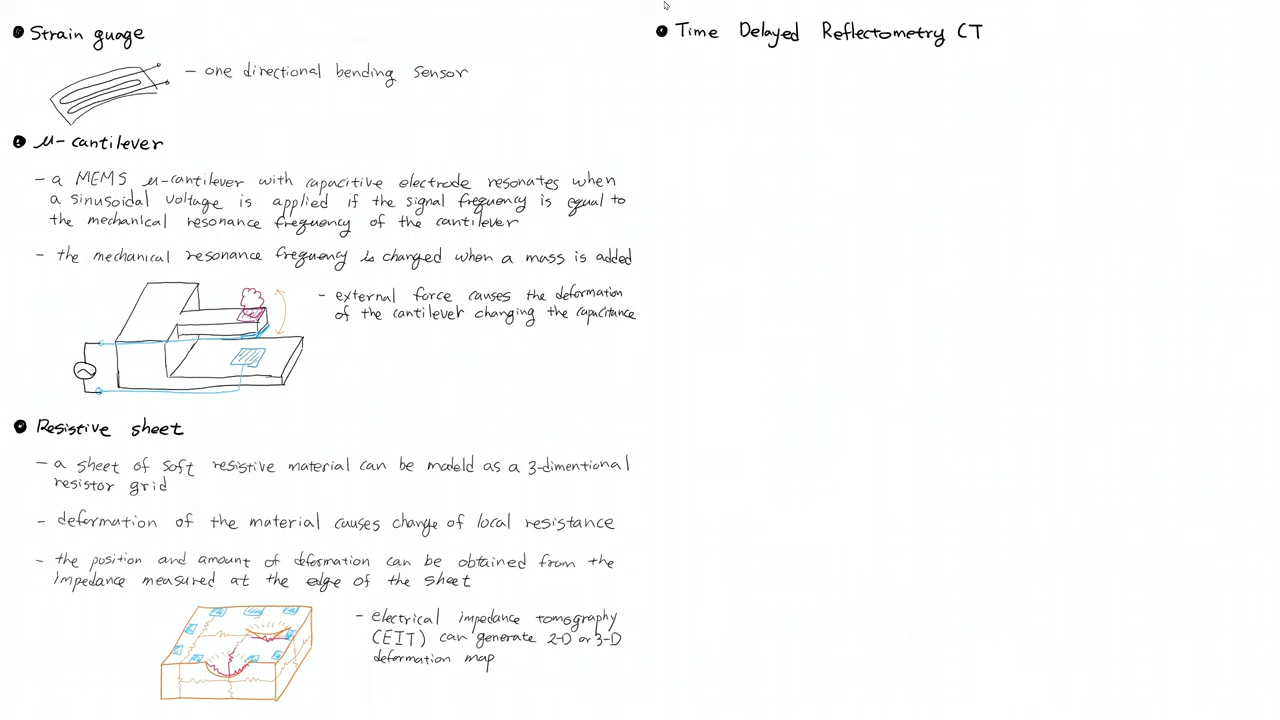 Strain guage
- one directional bending sensor
μ-cantilever
- a MEMS μ-cantilever with capacitive electrode resonates when
a sinusoidal voltage is applied if the signal frequency is equal to
the mechanical resonance frequency of the cantilever
- the mechanical resonance frequency is changed when a mass is added
- external force causes the deformation
of the cantilever changing the capacitance
Resistive sheet
- a sheet of soft resistive material can be modeld as a 3-dimentional
resistor grid
- deformation of the material causes change of local resistance
- the position and amount of deformation can be obtained from the
impedance measured at the edge of the sheet
- electrical impedance tomography
(EIT) can generate 2-D or 3-D
deformation map
Time Delayed Reflectometry CT